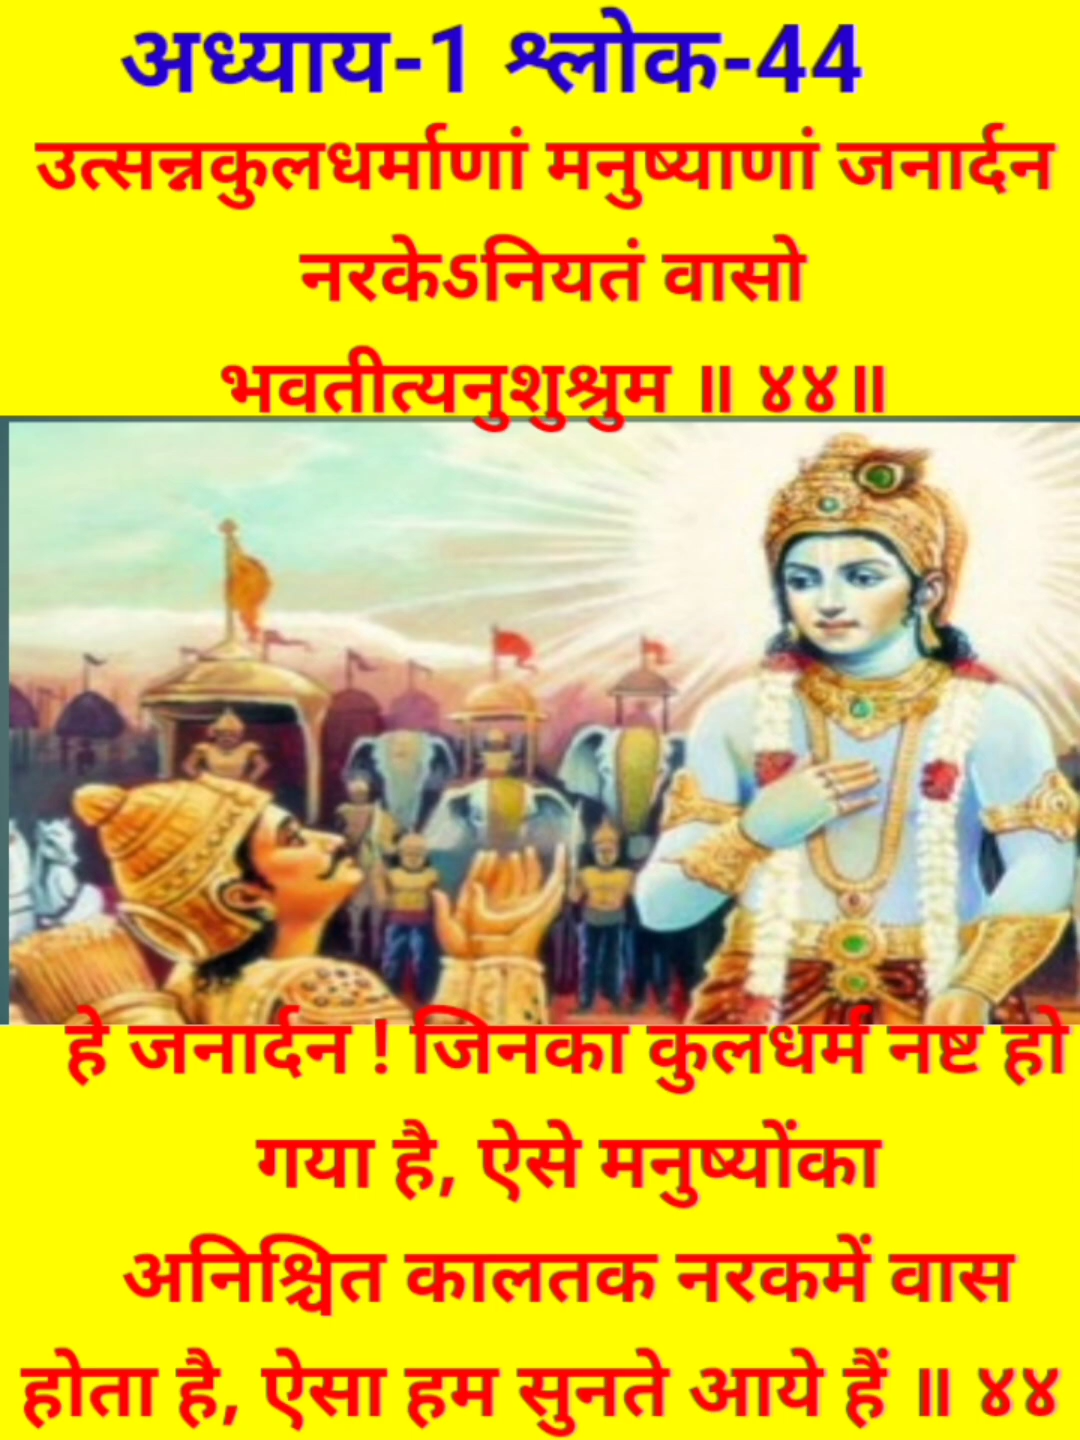 अध्याय-1 श्लोक-44
उत्सन्नकुलधर्माणां मनुष्याणां जनार्दन
नरकेऽनियतं वासो
भवतीत्यनुशुश्रुम ॥ ४४॥
हे जनार्दन ! जिनका कुलधर्म नष्ट हो
गया है, ऐसे मनुष्योंका
अनिश्चित कालतक नरकमें वास
होता है, ऐसा हम सुनते आये हैं ॥ ४४